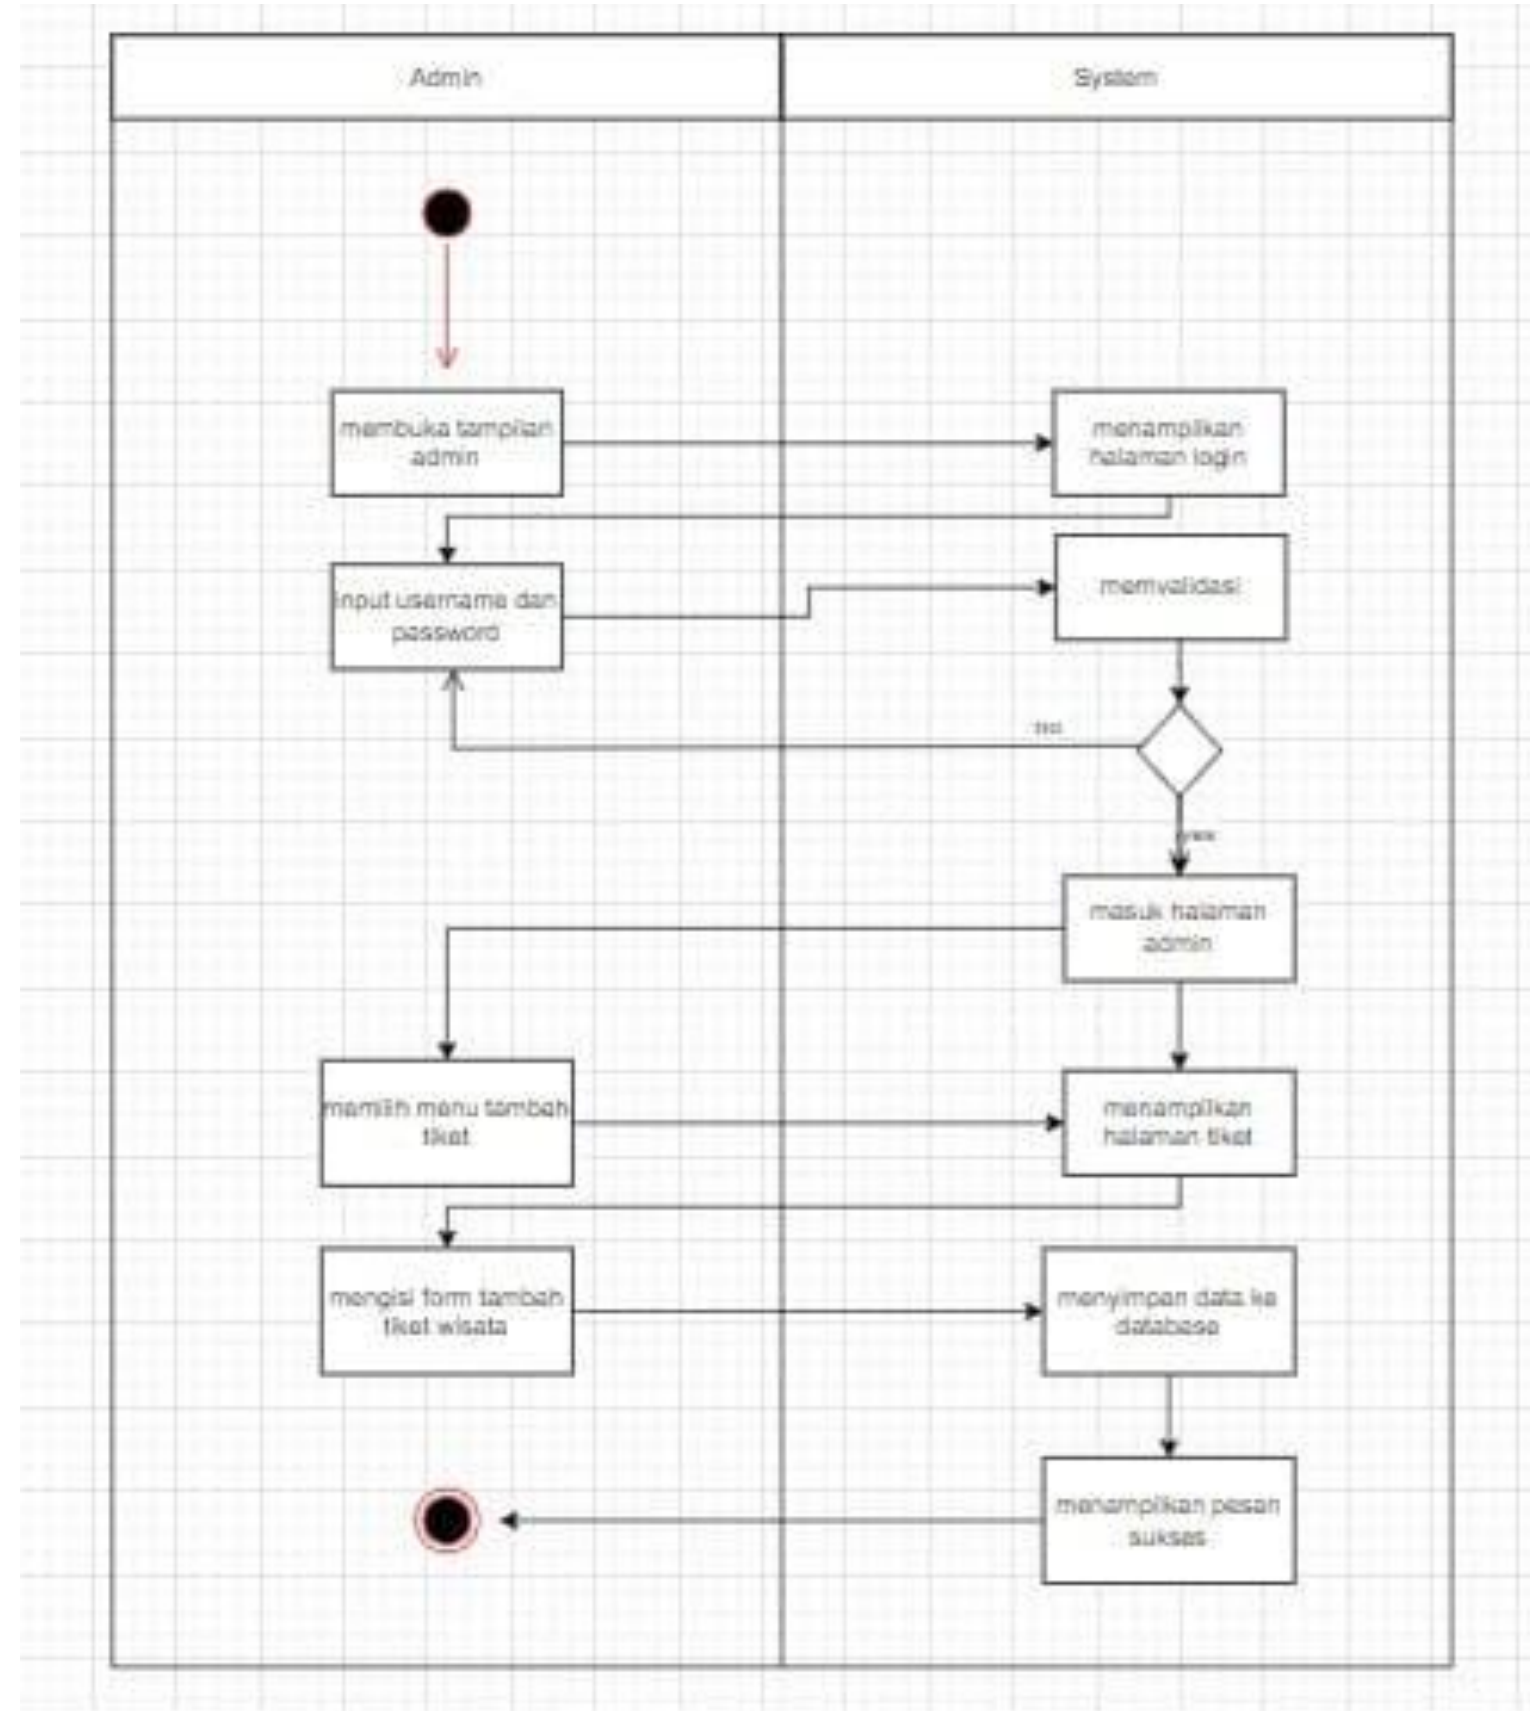 Admin
System
membuka tampilan
admin
menampilkan
halaman login
input username dan
password
memvalidasi
no
yes
masuk halaman
admin
memilih menu tambah
tiket
menampilkan
halaman tiket
mengisi form tambah
tiket wisata
menyimpan data ke
database
menampilkan pesan
sukses